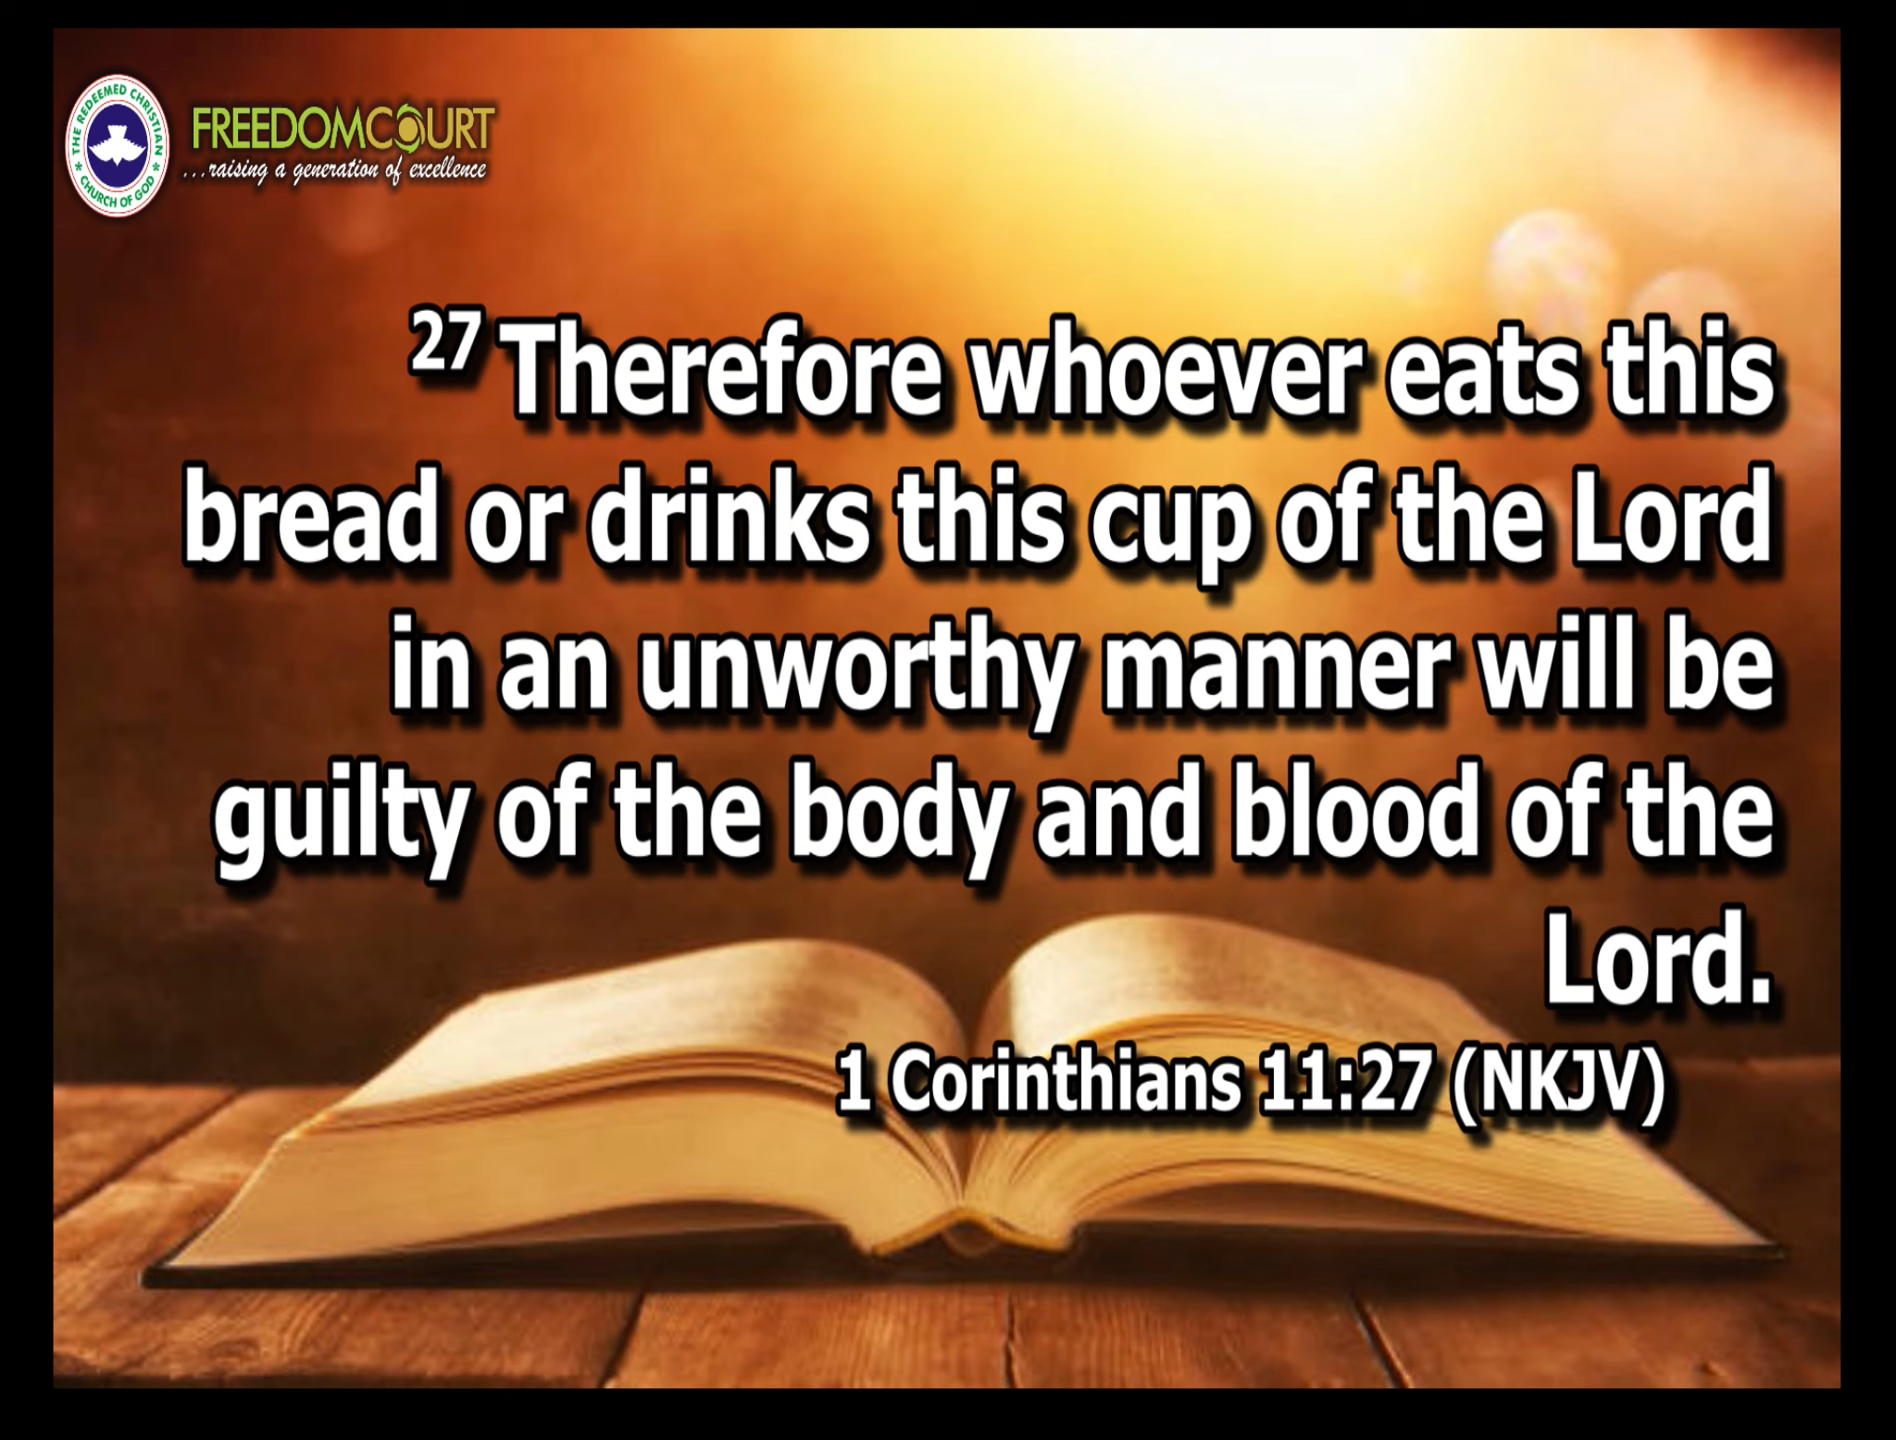 THE REDEEMED CHRISTIAN
CHURCH OF GOD
FREEDOMCOURT
...raising a generation of excellence
27 Therefore whoever eats this
bread or drinks this cup of the Lord
in an unworthy manner will be
guilty of the body and blood of the
Lord.
1 Corinthians 11:27 (NKJV)